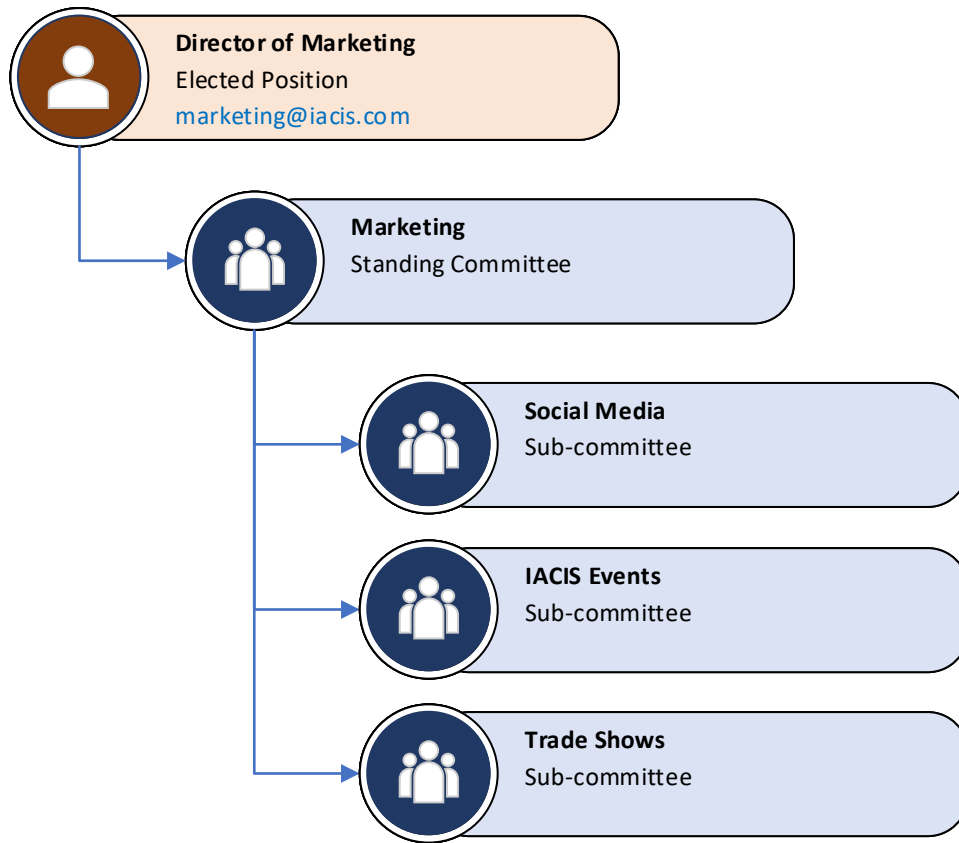 Director of Marketing
Elected Position
marketing@iacis.com
Marketing
Standing Committee
Social Media
Sub-committee
IACIS Events
Sub-committee
Trade Shows
Sub-committee